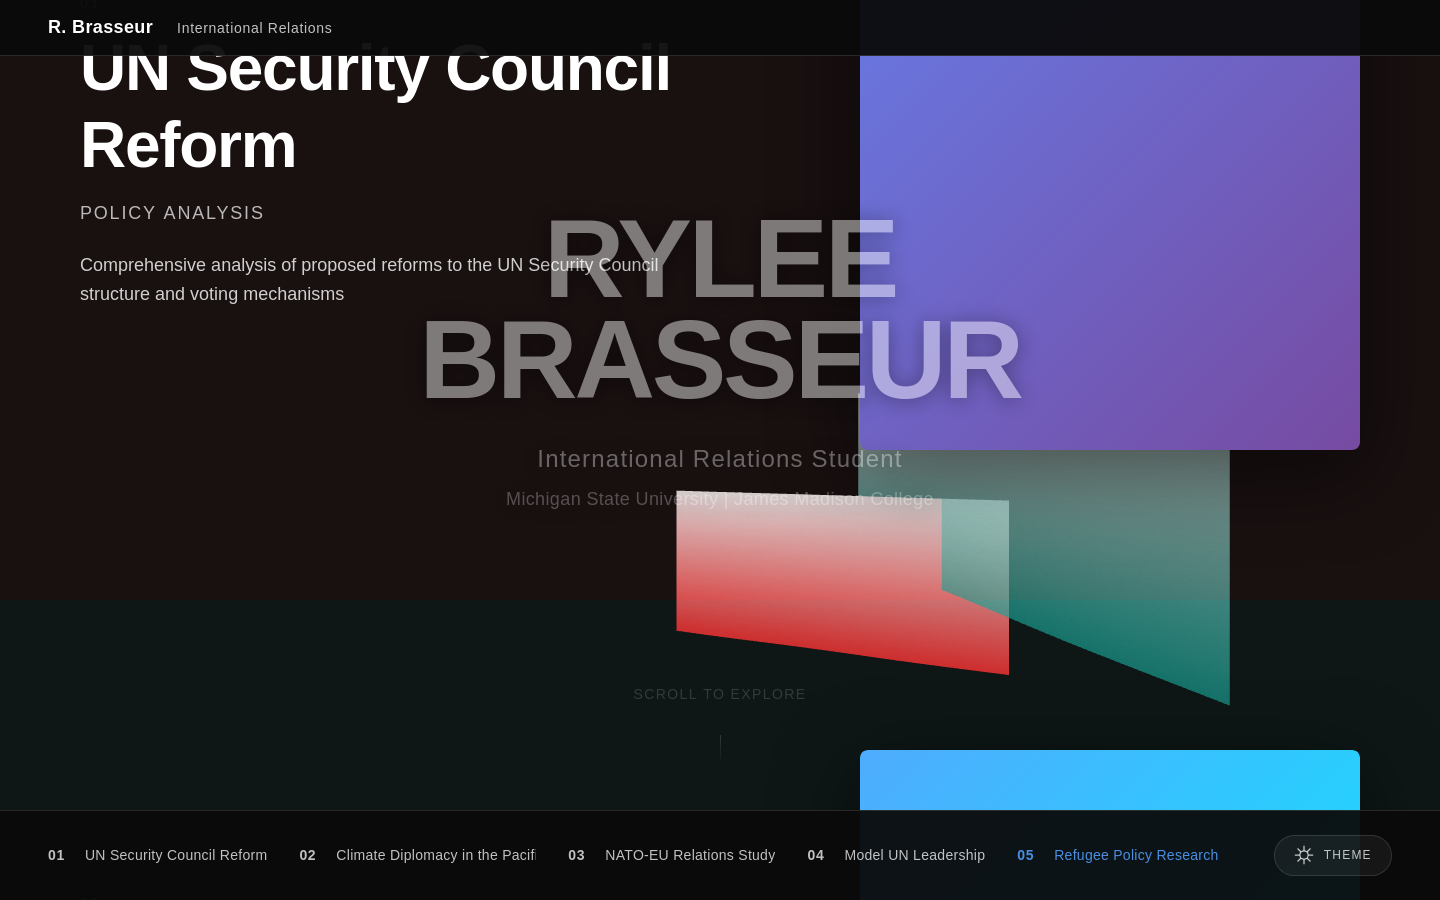 R. Brasseur International Relations
UN Security Council
Reform
POLICY ANALYSIS
Comprehensive analysis of proposed reforms to the UN Security Council
structure and voting mechanisms
RYLEE
BRASSEUR
International Relations Student
Michigan State University | James Madison College
SCROLL TO EXPLORE
01 UN Security Council Reform 02 Climate Diplomacy in the Pacif 03 NATO-EU Relations Study 04 Model UN Leadership 05 Refugee Policy Research THEME